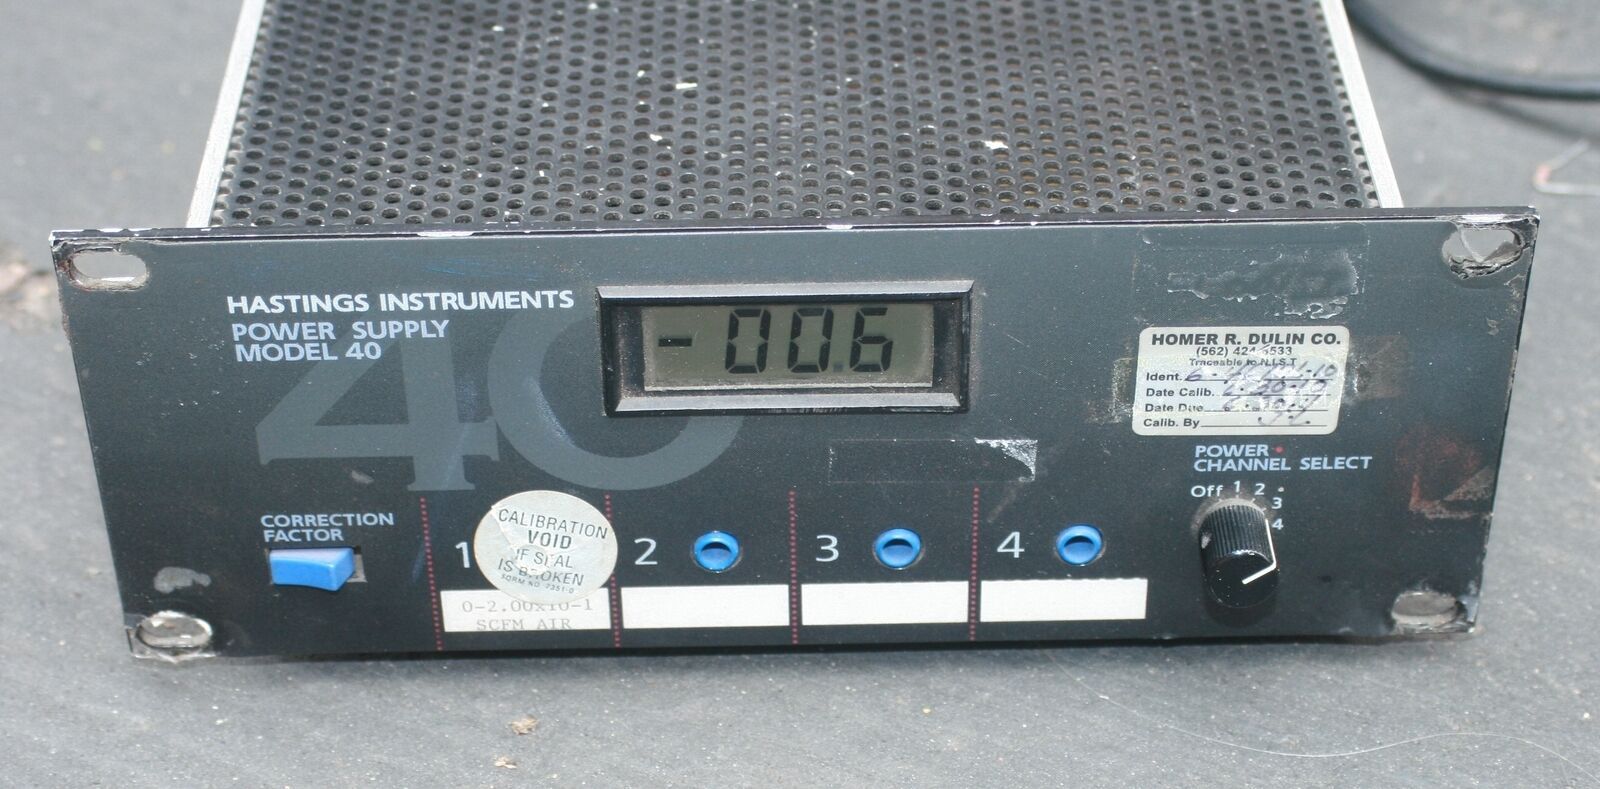 HASTINGS INSTRUMENTS
POWER SUPPLY
MODEL 40
40
-00.6
HOMER R. DULIN CO.
(562) 424-8533
Traceable to N.I.S.T
Ident.
Date Calib.
Date Due
Calib. By
POWER
CHANNEL SELECT
Off 1 2
3
4
CORRECTION
FACTOR
1
CALIBRATION
VOID
IF SEAL
IS BROKEN
2
3
4
0-2.00x10-1
SCFM AIR